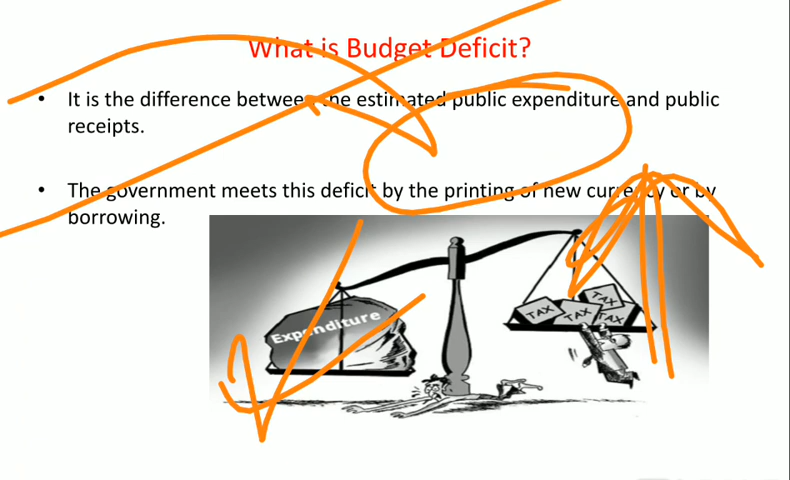 What is Budget Deficit?
• It is the difference between the estimated public expenditure and public
receipts.
• The government meets this deficit by the printing of new currency or by
borrowing.
Expenditure
TAX
TAX
TAX
TAX